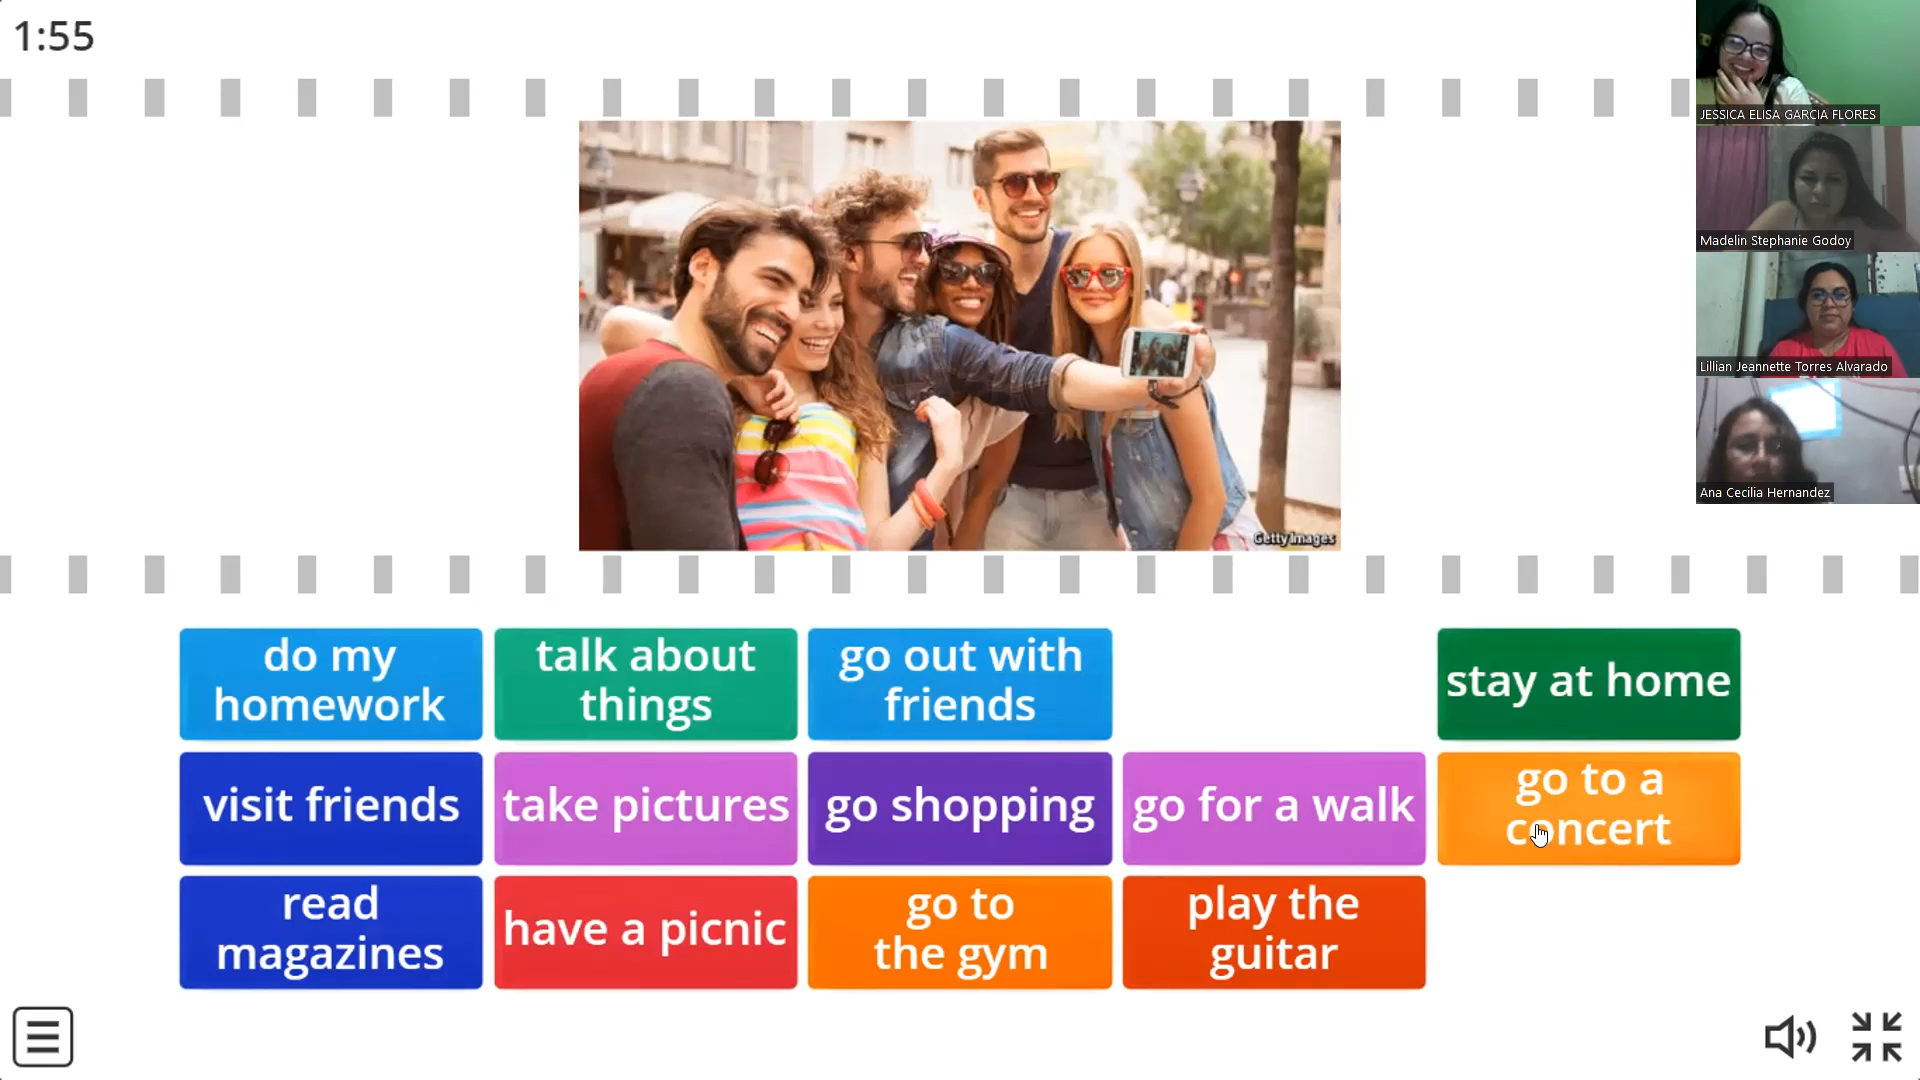 1:55
JESSICA ELISA GARCIA FLORES
Madelin Stephanie Godoy
Lillian Jeannette Torres Alvarado
Ana Cecilia Hernandez
Getty Images
do my
homework
talk about
things
go out with
friends
stay at home
visit friends
take pictures
go shopping
go for a walk
go to a
concert
read
magazines
have a picnic
go to
the gym
play the
guitar